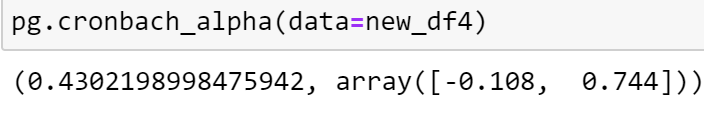 pg.cronbach_alpha(data=new_df4)
(0.4302198998475942, array([-0.108,  0.744]))